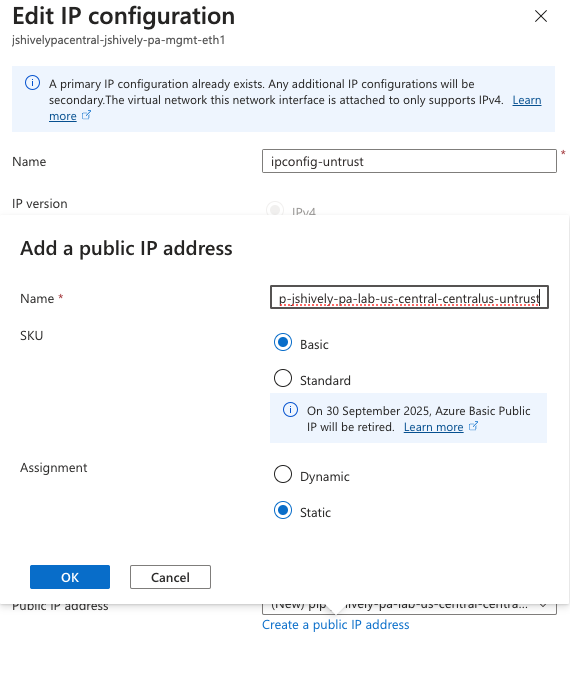 Edit IP configuration
jshivelypacentral-jshively-pa-mgmt-eth1
A primary IP configuration already exists. Any additional IP configurations will be
secondary.The virtual network this network interface is attached to only supports IPv4. Learn
more
Name
ipconfig-untrust
*
IP version
IPv4
Add a public IP address
Name *
p-jshively-pa-lab-us-central-centralus-untrust
SKU
Basic
Standard
On 30 September 2025, Azure Basic Public
IP will be retired. Learn more
Assignment
Dynamic
Static
OK
Cancel
Public IP address
(New) pip hively-pa-lab-us-central-centra...
Create a public IP address